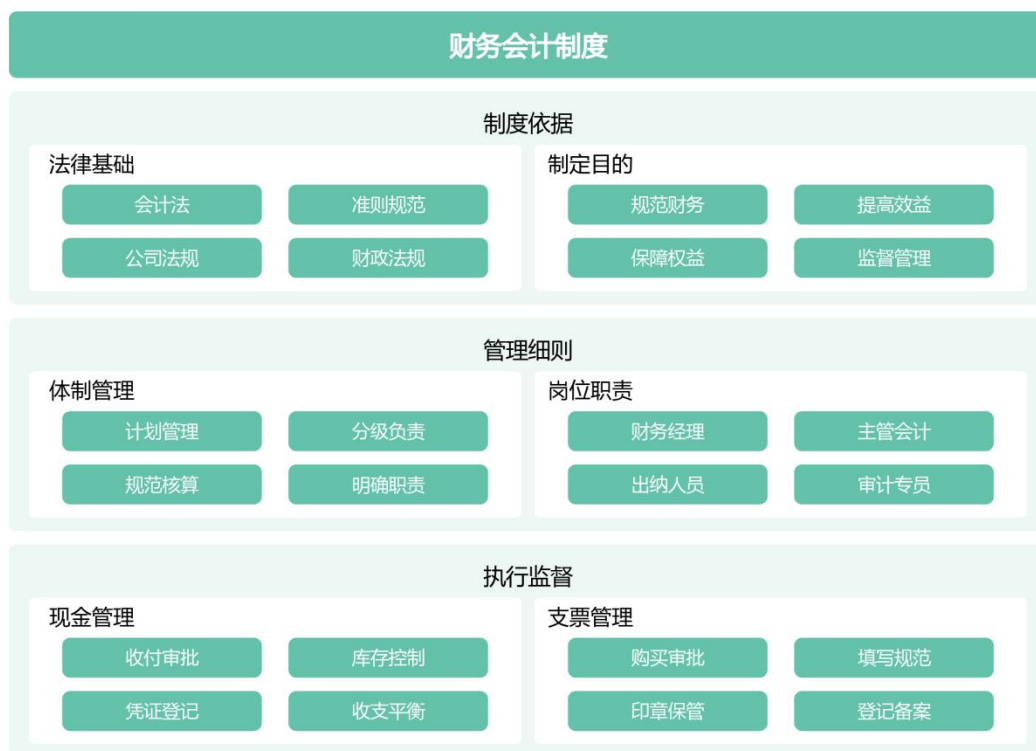 财务会计制度
制度依据
法律基础
会计法 准则规范
公司法规 财政法规
制定目的
规范财务 提高效益
保障权益 监督管理
管理细则
体制管理
计划管理 分级负责
规范核算 明确职责
岗位职责
财务经理 主管会计
出纳人员 审计专员
执行监督
现金管理
收付审批 库存控制
凭证登记 收支平衡
支票管理
购买审批 填写规范
印章保管 登记备案